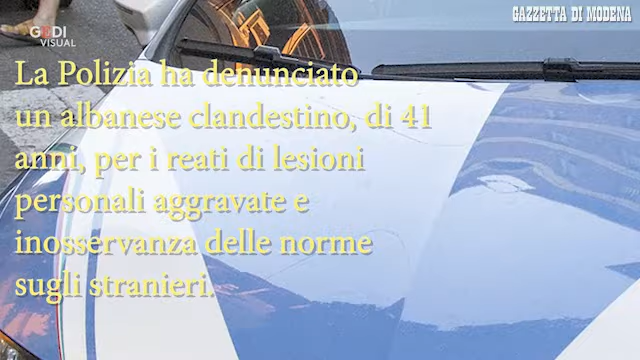 GEDI
VISUAL
GAZZETTA DI MODENA
La Polizia ha denunciato
un albanese clandestino, di 41
anni, per i reati di lesioni
personali aggravate e
inosservanza delle norme
sugli stranieri.